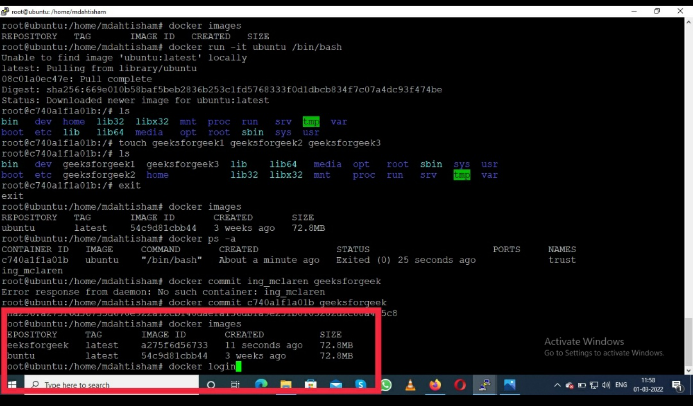 root@ubuntu: /home/mdahtisham
root@ubuntu:/home/mdahtisham# docker images
REPOSITORY TAG IMAGE ID CREATED SIZE
root@ubuntu:/home/mdahtisham# docker run -it ubuntu /bin/bash
Unable to find image 'ubuntu:latest' locally
latest: Pulling from library/ubuntu
08c01a0ec47e: Pull complete
Digest:
Status: Downloaded newer image for ubuntu:latest
root@c740a1f1a01b:/# ls
bin dev home lib32 libx32 mnt proc run srv tmp var
boot etc lib lib64 media opt root sbin sys usr
root@c740a1f1a01b:/# touch geeksforgeek1 geeksforgeek2 geeksforgeek3
root@c740a1f1a01b:/# ls
bin dev geeksforgeek1 geeksforgeek3 lib lib64 media opt root sbin sys usr
boot etc geeksforgeek2 home lib32 libx32 mnt proc run srv tmp var
root@c740a1f1a01b:/# exit
exit
root@ubuntu:/home/mdahtisham# docker images
REPOSITORY TAG IMAGE ID CREATED SIZE
ubuntu latest 54c9d81cbb44 3 weeks ago 72.8MB
root@ubuntu:/home/mdahtisham# docker ps -a
CONTAINER ID IMAGE COMMAND CREATED STATUS PORTS NAMES
c740a1f1a01b ubuntu "/bin/bash" About a minute ago Exited (0) 25 seconds ago trust
ing_mclaren
root@ubuntu:/home/mdahtisham# docker commit ing_mclaren geeksforgeek
Error response from daemon: No such container: ing_mclaren
root@ubuntu:/home/mdahtisham# docker commit c740a1f1a01b geeksforgeek
root@ubuntu:/home/mdahtisham# docker images
EPOSITORY TAG IMAGE ID CREATED SIZE
eeksforgeek latest a275f6d56733 11 seconds ago 72.8MB
buntu latest 54c9d81cbb44 3 weeks ago 72.8MB
root@ubuntu:/home/mdahtisham# docker login
Activate Windows
Go to Settings to activate Windows.
Type here to search
ENG
11:58
01-03-2022